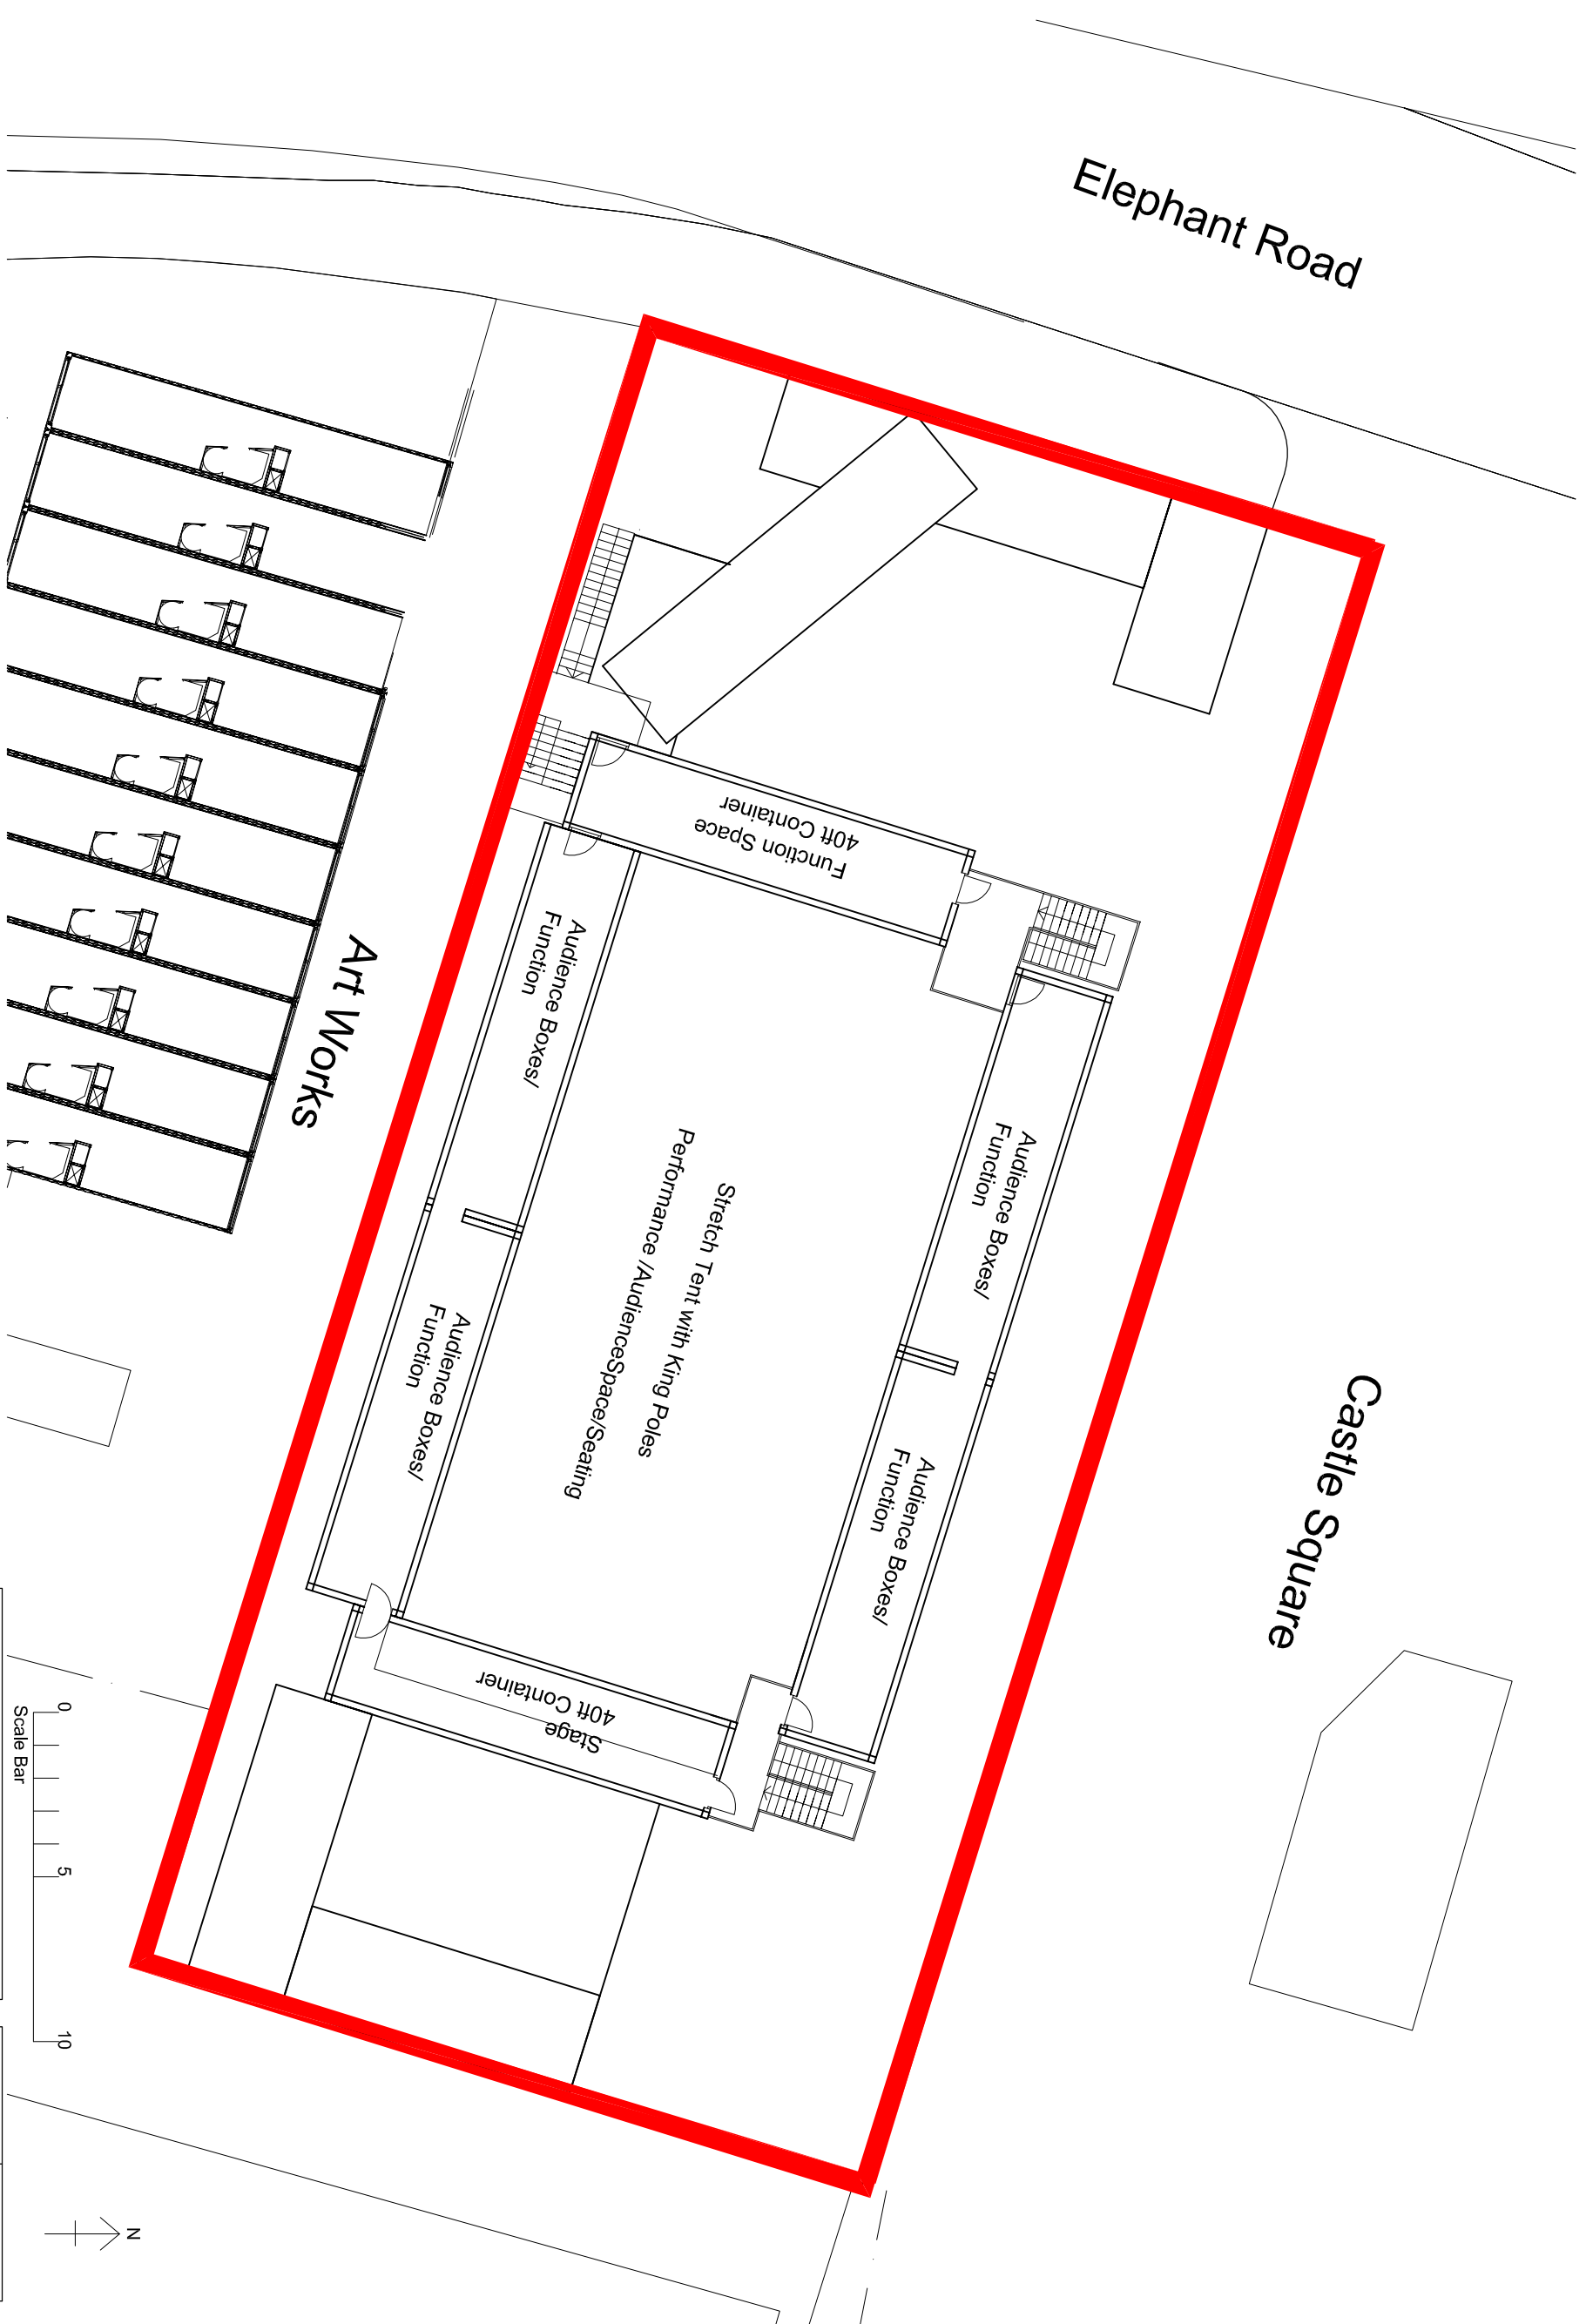 Elephant Road
40ft Container
Function Space
Audience Boxes/
Function
Audience Boxes/
Function
Art Works
Stretch Tent with King Poles
Performance /AudienceSpace/Seating
Audience Boxes/
Function
Audience Boxes/
Function
Castle Square
40ft Container
Stage
0
5
10
Scale Bar
N